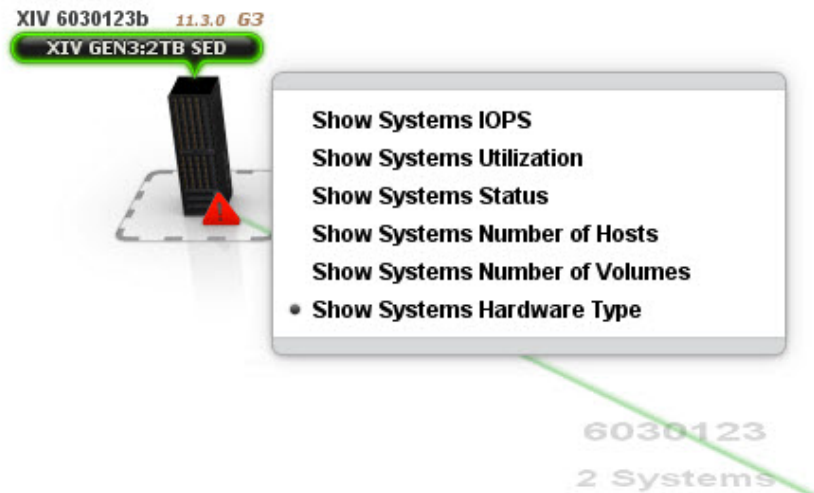 XIV 6030123b 11.3.0 G3
XIV GEN3:2TB SED
Show Systems IOPS
Show Systems Utilization
Show Systems Status
Show Systems Number of Hosts
Show Systems Number of Volumes
Show Systems Hardware Type
6030123
2 Systems